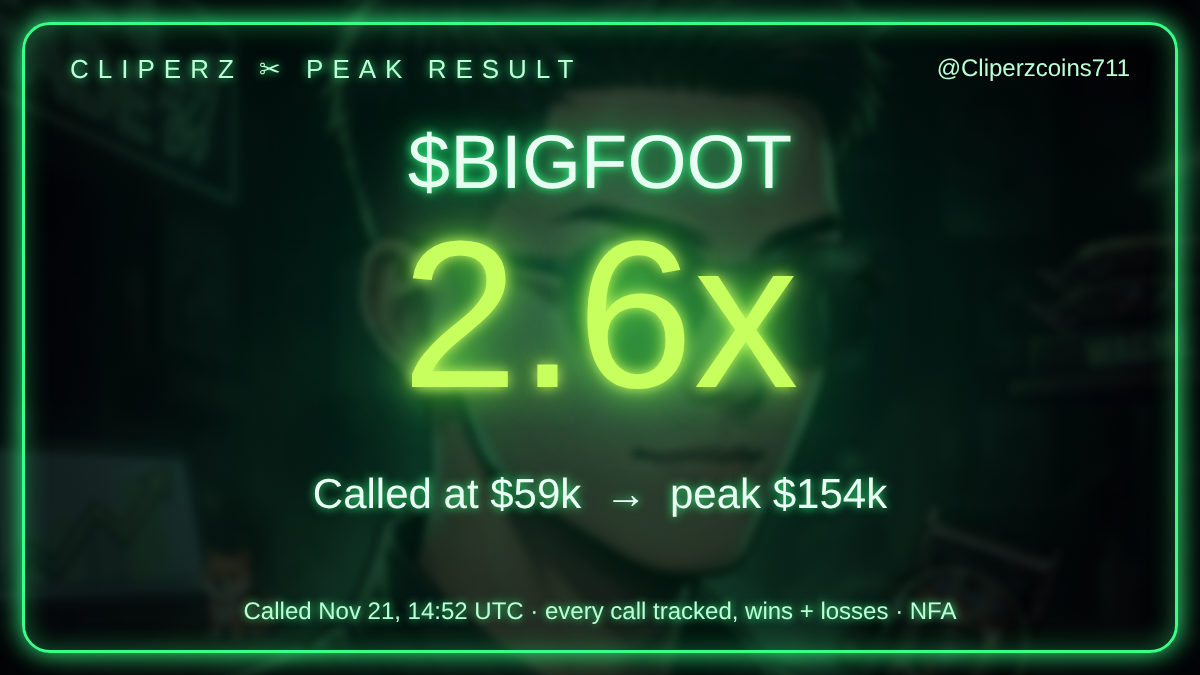 CLIPERZ ✂ PEAK RESULT
@Cliperzcoins711
$BIGFOOT
2.6x
Called at $59k → peak $154k
Called Nov 21, 14:52 UTC · every call tracked, wins + losses · NFA